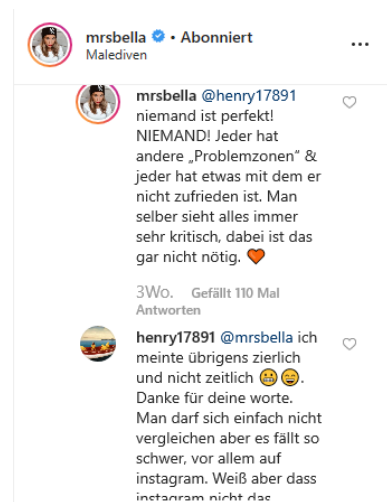 mrsbella • Abonniert
Malediven
mrsbella @henry17891
niemand ist perfekt!
NIEMAND! Jeder hat
andere „Problemzonen“ &
jeder hat etwas mit dem er
nicht zufrieden ist. Man
selber sieht alles immer
sehr kritisch, dabei ist das
gar nicht nötig. 🧡
3Wo. Gefällt 110 Mal
Antworten
henry17891 @mrsbella ich
meinte übrigens zierlich
und nicht zeitlich 😬😄.
Danke für deine worte.
Man darf sich einfach nicht
vergleichen aber es fällt so
schwer, vor allem auf
instagram. Weiß aber dass
instagram nicht das